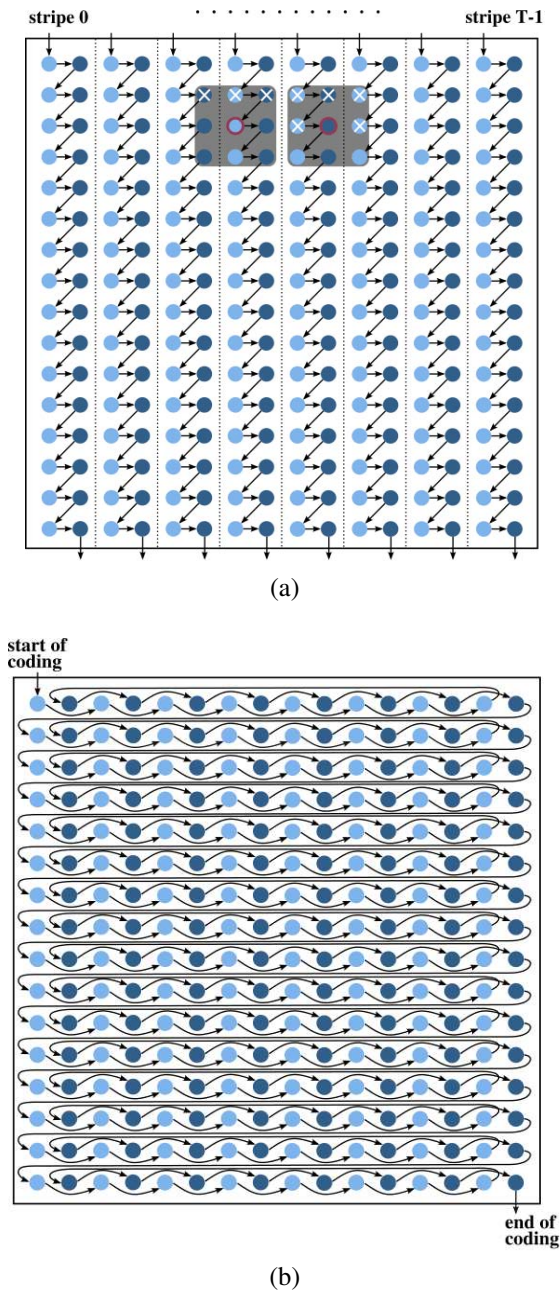 stripe 0 . . . . . . . . . . . . stripe T-1
(a)
start of
coding
end of
coding
(b)